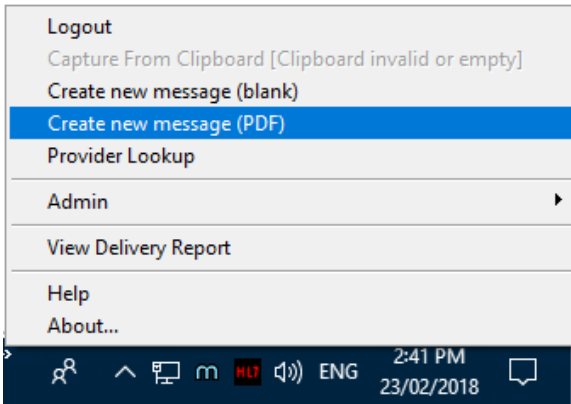 Logout
Capture From Clipboard [Clipboard invalid or empty]
Create new message (blank)
Create new message (PDF)
Provider Lookup
Admin
View Delivery Report
Help
About...
m HL7 ENG 2:41 PM
23/02/2018